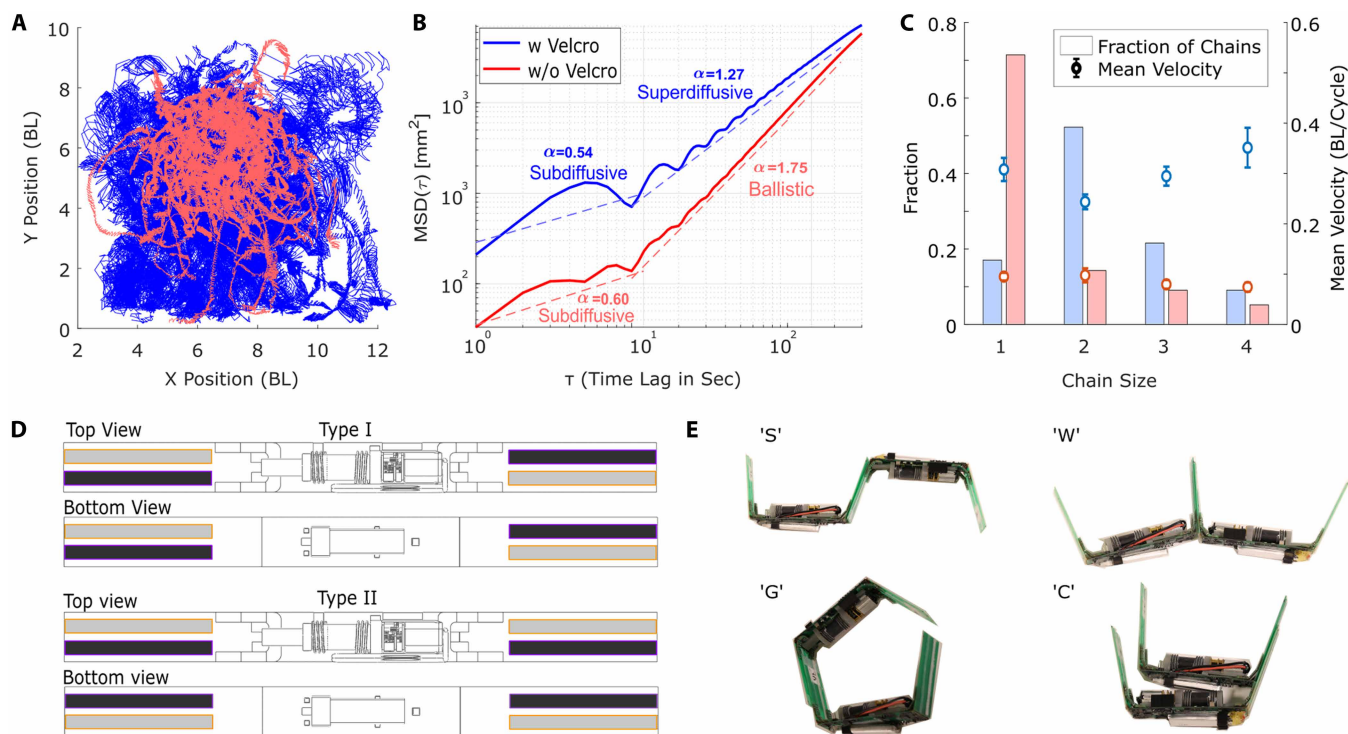 A
Y Position (BL)
10
8
6
4
2
0
2
4
6
8
10
12
X Position (BL)
B
MSD(τ) [mm²]
10³
10³
10²
w Velcro
w/o Velcro
α=1.27
Superdiffusive
α=0.54
Subdiffusive
α=1.75
Ballistic
α=0.60
Subdiffusive
10⁰
10¹
10²
τ (Time Lag in Sec)
C
Fraction
0.8
0.6
0.4
0.2
0
Fraction of Chains
Mean Velocity
0.6
0.4
0.2
0
Mean Velocity (BL/Cycle)
1
2
3
4
Chain Size
D
Top View
Type I
Bottom View
Top view
Type II
Bottom view
E
'S'
'W'
'G'
'C'